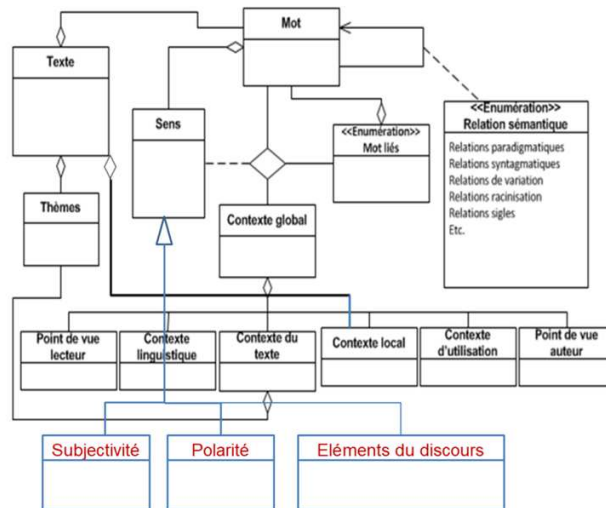 Mot
Texte
Sens
<<Enumération>>
Mot liés
<<Enumération>>
Relation sémantique
Relations paradigmatiques
Relations syntagmatiques
Relations de variation
Relations racinisation
Relations sigles
Etc.
Thèmes
Contexte global
Point de vue
lecteur
Contexte
linguistique
Contexte du
texte
Contexte local
Contexte
d'utilisation
Point de vue
auteur
Subjectivité
Polarité
Eléments du discours